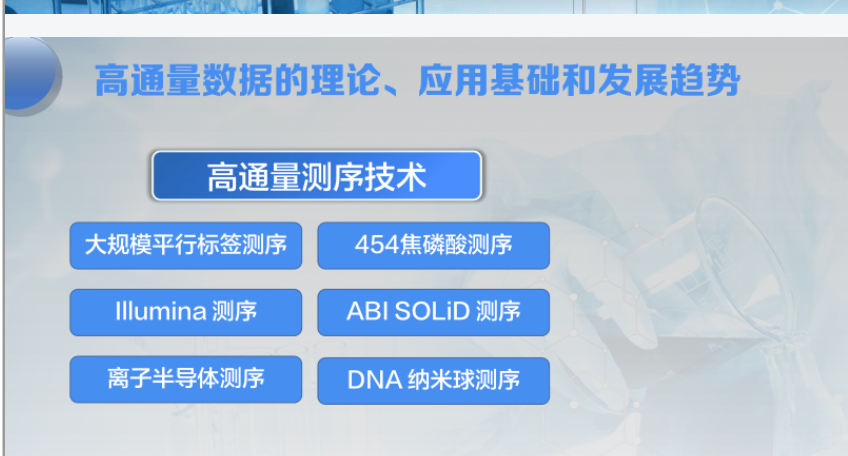 高通量数据的理论、应用基础和发展趋势
高通量测序技术
大规模平行标签测序
454焦磷酸测序
Illumina 测序
ABI SOLiD 测序
离子半导体测序
DNA 纳米球测序